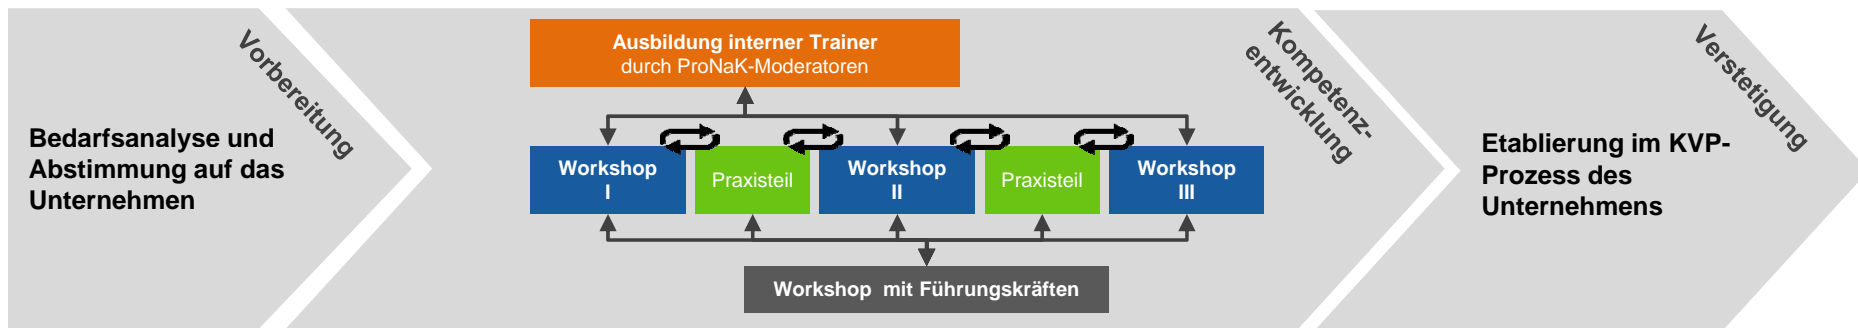 Vorbereitung
Bedarfsanalyse und
Abstimmung auf das
Unternehmen
Kompetenz-
entwicklung
Ausbildung interner Trainer
durch ProNaK-Moderatoren
Workshop
I
Praxisteil
Workshop
II
Praxisteil
Workshop
III
Workshop mit Führungskräften
Verstetigung
Etablierung im KVP-
Prozess des
Unternehmens